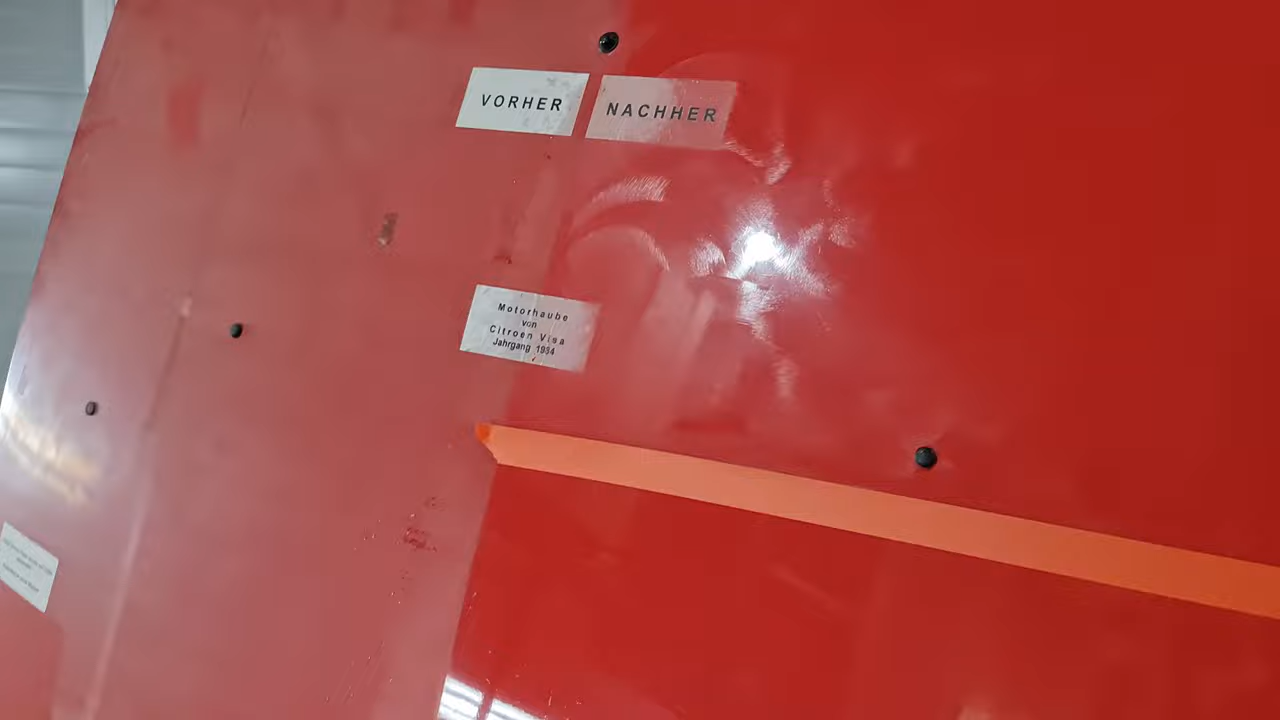 VORHER
NACHHER
Motorhaube
von
Citroen Visa
Jahrgang 1984